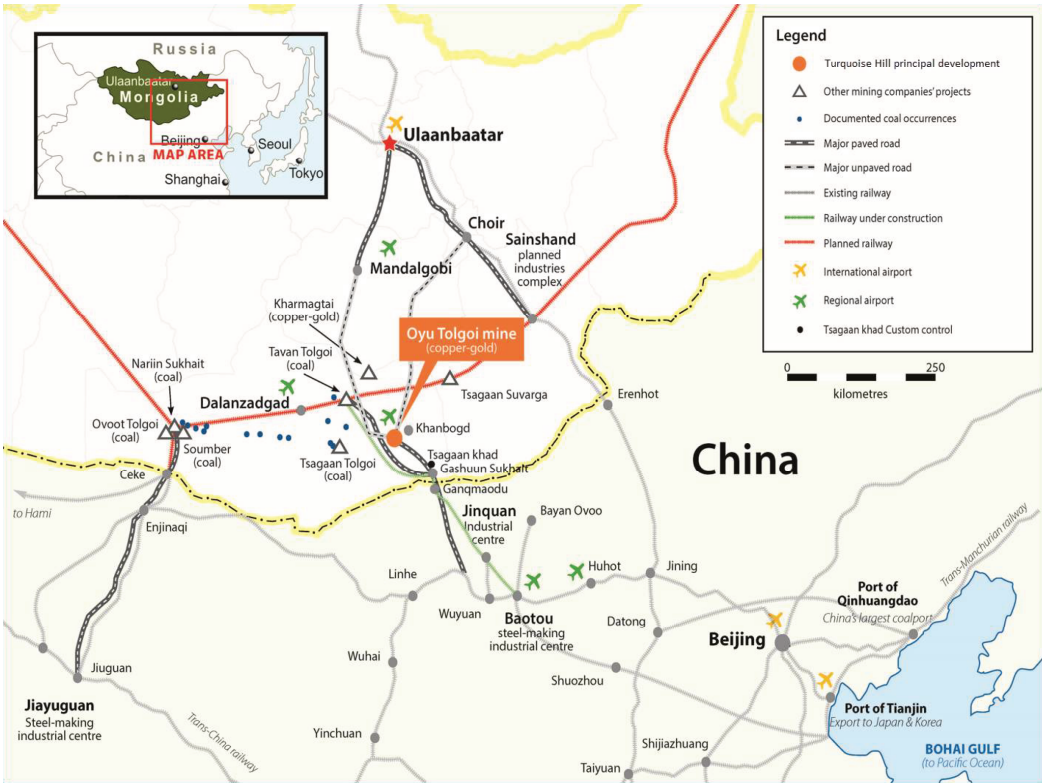 Russia
Ulaanbaatar
Mongolia
Beijing
China
MAP AREA
Seoul
Tokyo
Shanghai
Legend
Turquoise Hill principal development
Other mining companies' projects
Documented coal occurrences
Major paved road
Major unpaved road
Existing railway
Railway under construction
Planned railway
International airport
Regional airport
Tsagaan khad Custom control
0
250
kilometres
Ulaanbaatar
Choir
Sainshand
planned
industries
complex
Mandalgobi
Kharmagtai
(copper-gold)
Oyu Tolgoi mine
(copper-gold)
Tavan Tolgoi
(coal)
Nariin Sukhait
(coal)
Dalanzadgad
Tsagaan Suvarga
Erenhot
Ovoot Tolgoi
(coal)
Soumber
(coal)
Khanbogd
Tsagaan Tolgoi
(coal)
Tsagaan khad
Gashuun Sukhait
Ganqmaodu
Ceke
China
to Hami
Enjinaqi
Jinquan
Industrial
centre
Bayan Ovoo
Trans-Manchurian railway
Linhe
Huhot
Jining
Wuyuan
Baotou
steel-making
industrial centre
Datong
Beijing
Port of
Qinhuangdao
China's largest coalport
Wuhai
Jiuguan
Shuozhou
Jiayuguan
Steel-making
industrial centre
Trans-China railway
Port of Tianjin
Export to Japan & Korea
Yinchuan
Shijiazhuang
Taiyuan
BOHAI GULF
(to Pacific Ocean)